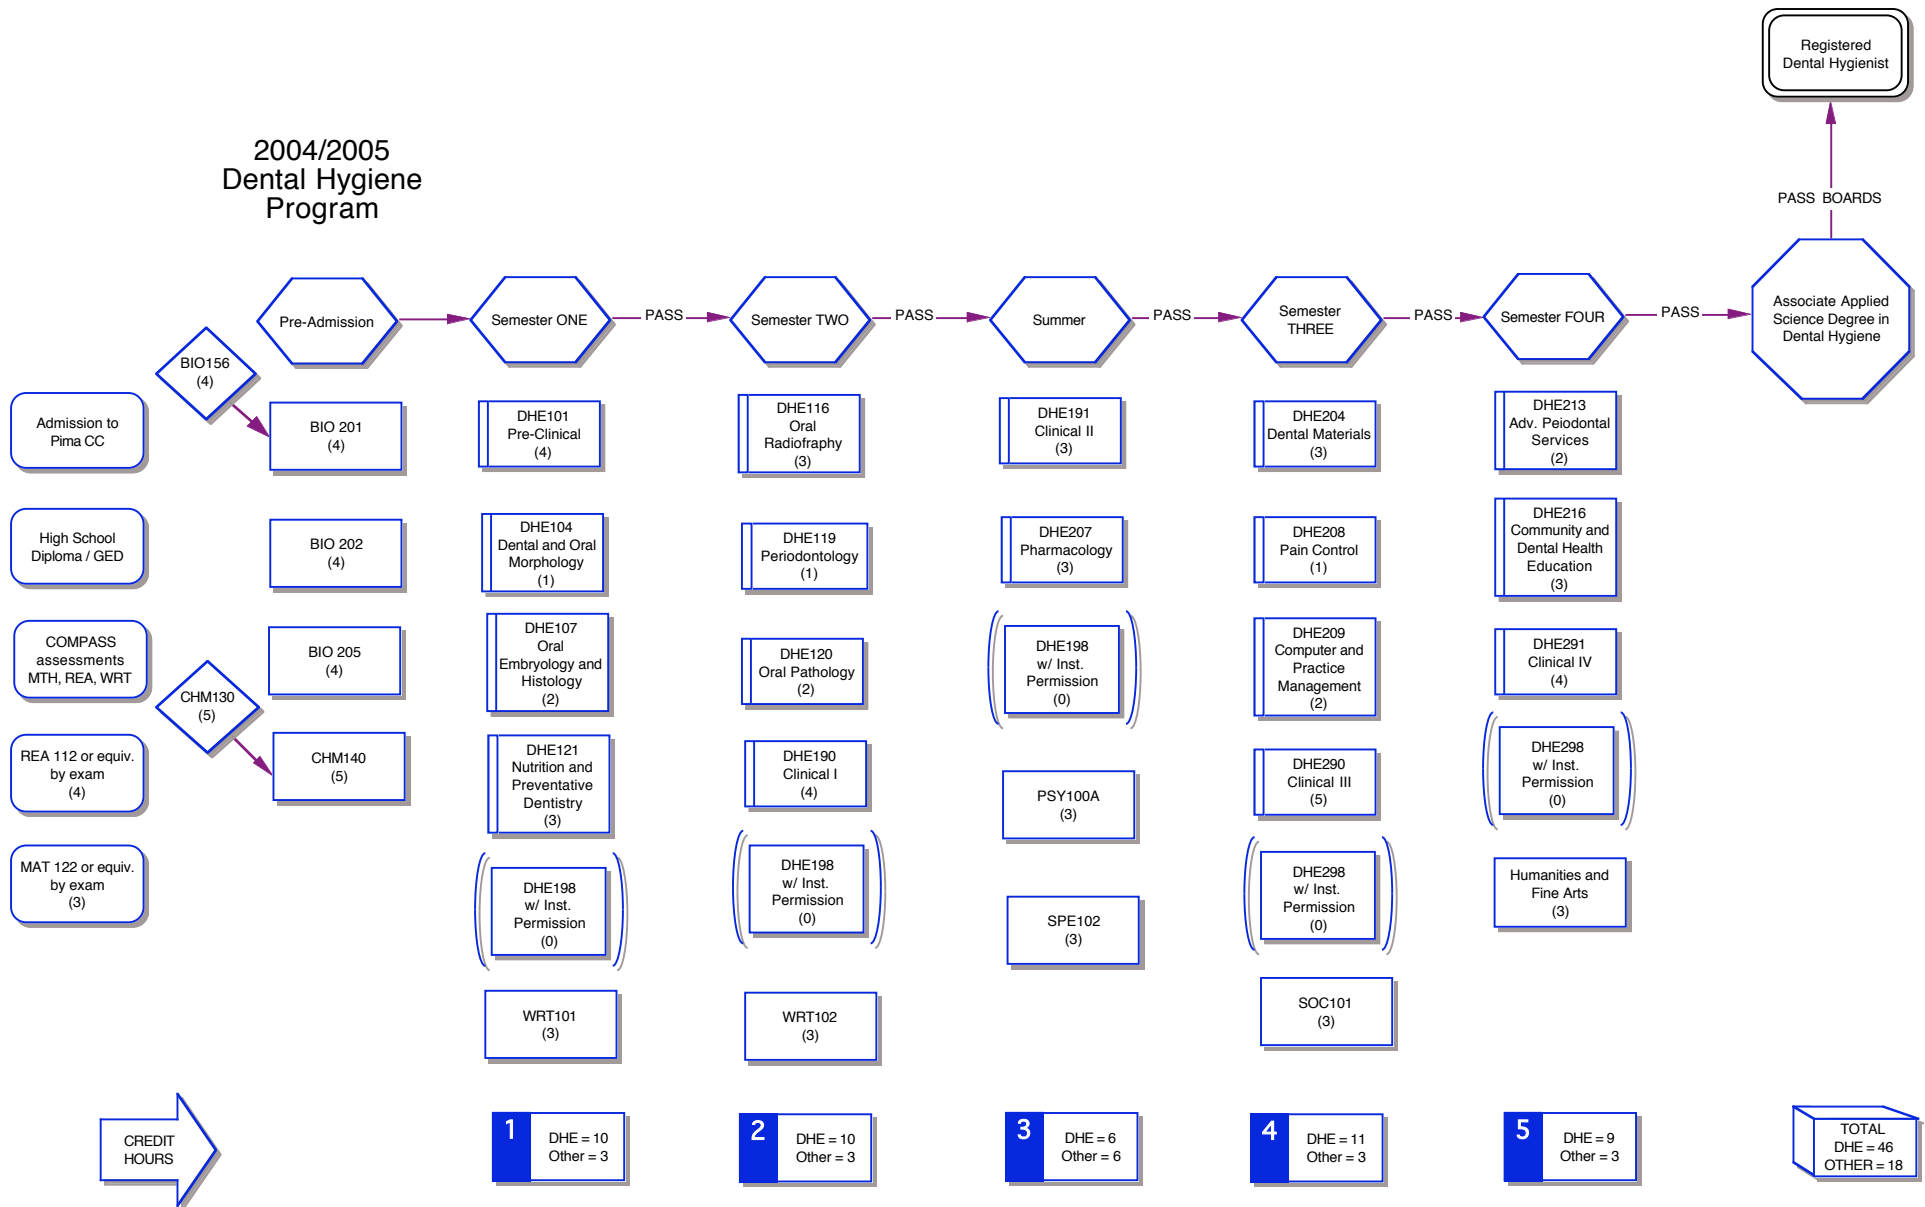 Registered
Dental Hygienist
2004/2005
Dental Hygiene
Program
PASS BOARDS
Pre-Admission
Semester ONE
PASS
Semester TWO
PASS
Summer
PASS
Semester
THREE
PASS
Semester FOUR
PASS
Associate Applied
Science Degree in
Dental Hygiene
BIO156
(4)
Admission to
Pima CC
High School
Diploma / GED
COMPASS
assessments
MTH, REA, WRT
REA 112 or equiv.
by exam
(4)
MAT 122 or equiv.
by exam
(3)
CHM130
(5)
BIO 201
(4)
BIO 202
(4)
BIO 205
(4)
CHM140
(5)
DHE101
Pre-Clinical
(4)
DHE104
Dental and Oral
Morphology
(1)
DHE107
Oral
Embryology and
Histology
(2)
DHE121
Nutrition and
Preventative
Dentistry
(3)
DHE198
w/ Inst.
Permission
(0)
WRT101
(3)
DHE116
Oral
Radiofraphy
(3)
DHE119
Periodontology
(1)
DHE120
Oral Pathology
(2)
DHE190
Clinical I
(4)
DHE198
w/ Inst.
Permission
(0)
WRT102
(3)
DHE191
Clinical II
(3)
DHE207
Pharmacology
(3)
DHE198
w/ Inst.
Permission
(0)
PSY100A
(3)
SPE102
(3)
DHE204
Dental Materials
(3)
DHE208
Pain Control
(1)
DHE209
Computer and
Practice
Management
(2)
DHE290
Clinical III
(5)
DHE298
w/ Inst.
Permission
(0)
SOC101
(3)
DHE213
Adv. Peiodontal
Services
(2)
DHE216
Community and
Dental Health
Education
(3)
DHE291
Clinical IV
(4)
DHE298
w/ Inst.
Permission
(0)
Humanities and
Fine Arts
(3)
CREDIT
HOURS
1
DHE = 10
Other = 3
2
DHE = 10
Other = 3
3
DHE = 6
Other = 6
4
DHE = 11
Other = 3
5
DHE = 9
Other = 3
TOTAL
DHE = 46
OTHER = 18